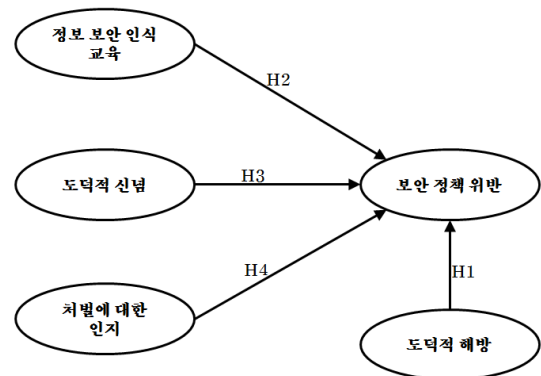 정보 보안 인식
교육
H2
도덕적 신념
H3
보안 정책 위반
H4
처벌에 대한
인지
H1
도덕적 해방